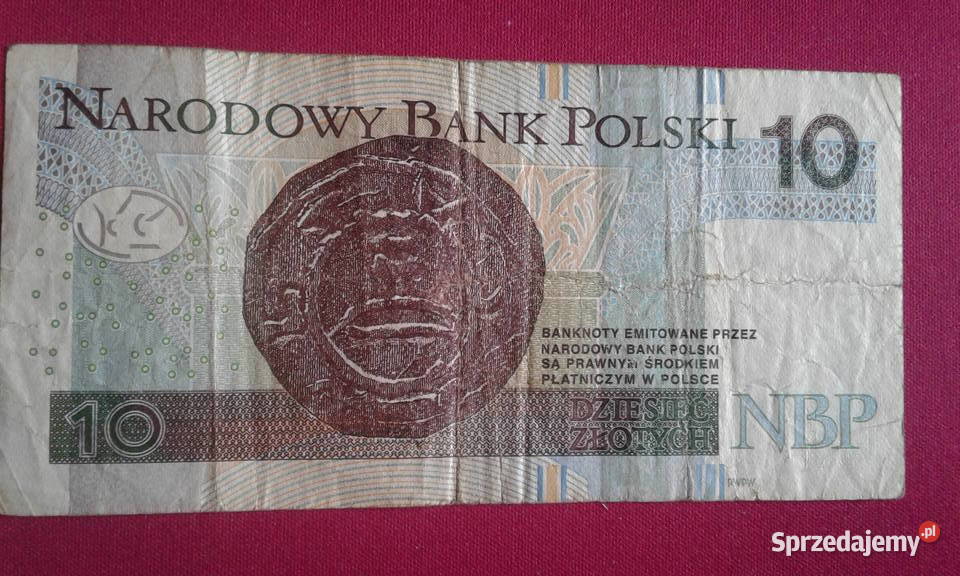 NARODOWY BANK POLSKI
10
BANKNOTY EMITOWANE PRZEZ
NARODOWY BANK POLSKI
SĄ PRAWNYM ŚRODKIEM
PŁATNICZYM W POLSCE
10
DZIESIĘĆ
ZŁOTYCH
NBP
PWPW
Sprzedajemy.pl